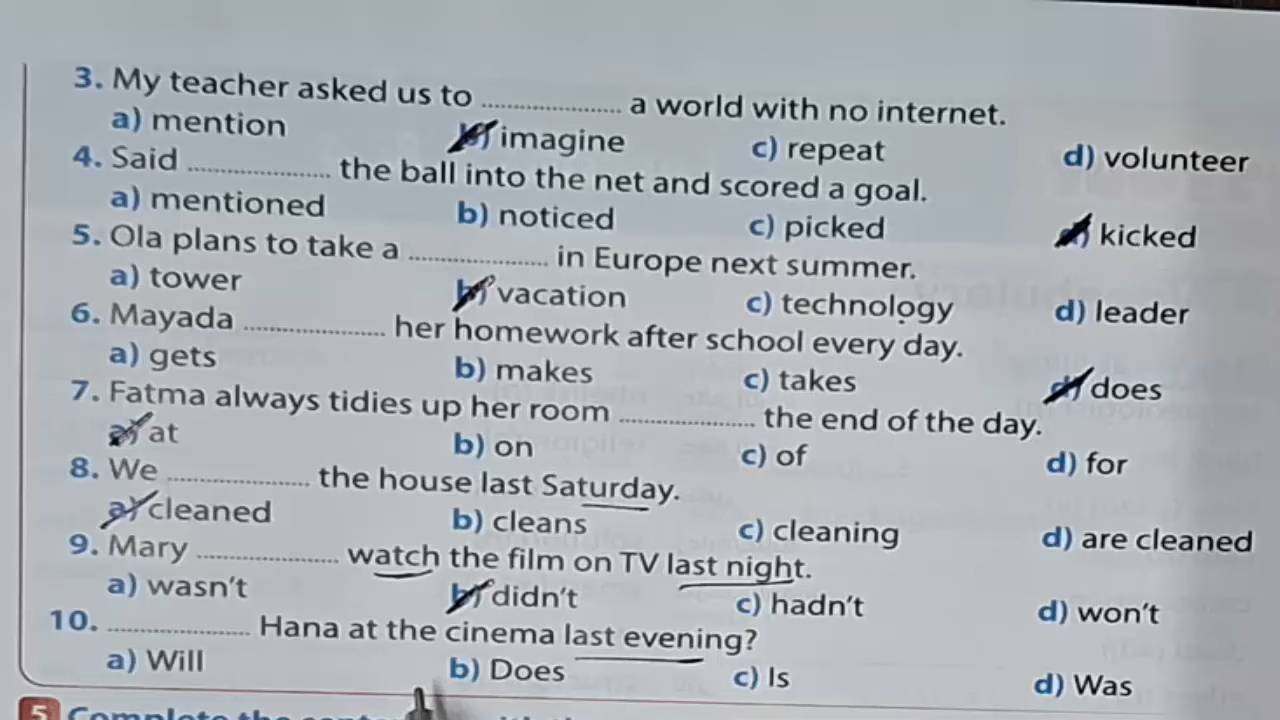 3. My teacher asked us to .................... a world with no internet.
a) mention b) imagine c) repeat d) volunteer
4. Said .................... the ball into the net and scored a goal.
a) mentioned b) noticed c) picked d) kicked
5. Ola plans to take a .................... in Europe next summer.
a) tower b) vacation c) technology d) leader
6. Mayada .................... her homework after school every day.
a) gets b) makes c) takes d) does
7. Fatma always tidies up her room .................... the end of the day.
a) at b) on c) of d) for
8. We .................... the house last Saturday.
a) cleaned b) cleans c) cleaning d) are cleaned
9. Mary .................... watch the film on TV last night.
a) wasn't b) didn't c) hadn't d) won't
10. .................... Hana at the cinema last evening?
a) Will b) Does c) Is d) Was
5 Complete the